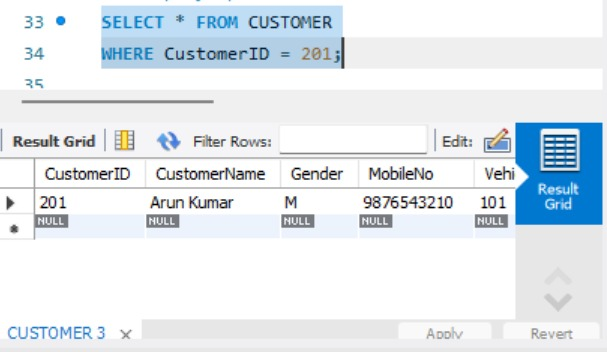 33 SELECT * FROM CUSTOMER
34 WHERE CustomerID = 201;
35
Result Grid Filter Rows: Edit:
CustomerID CustomerName Gender MobileNo Vehi
201 Arun Kumar M 9876543210 101
NULL NULL NULL NULL NULL
Result
Grid
CUSTOMER 3 Apply Revert